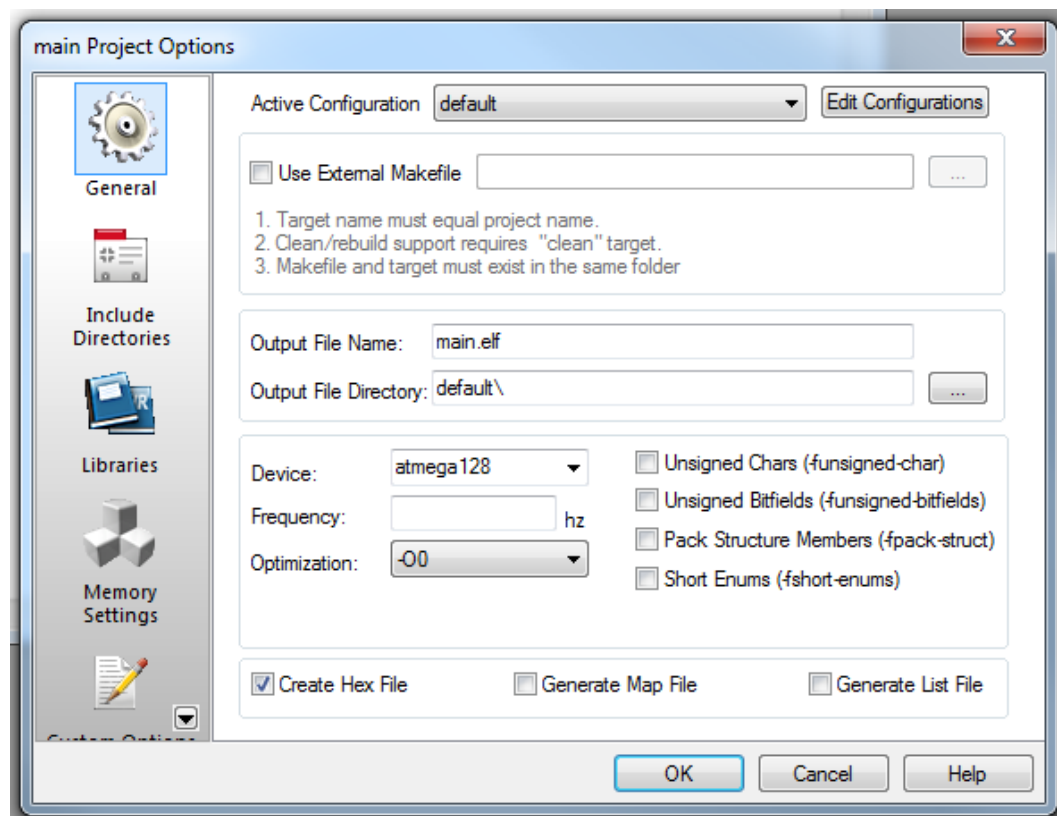 main Project Options
General
Include
Directories
Libraries
Memory
Settings
Active Configuration default Edit Configurations
Use External Makefile ...
1. Target name must equal project name.
2. Clean/rebuild support requires "clean" target.
3. Makefile and target must exist in the same folder
Output File Name: main.elf
Output File Directory: default\ ...
Device: atmega128
Frequency: hz
Optimization: -O0
Unsigned Chars (-funsigned-char)
Unsigned Bitfields (-funsigned-bitfields)
Pack Structure Members (-fpack-struct)
Short Enums (-fshort-enums)
Create Hex File Generate Map File Generate List File
OK Cancel Help